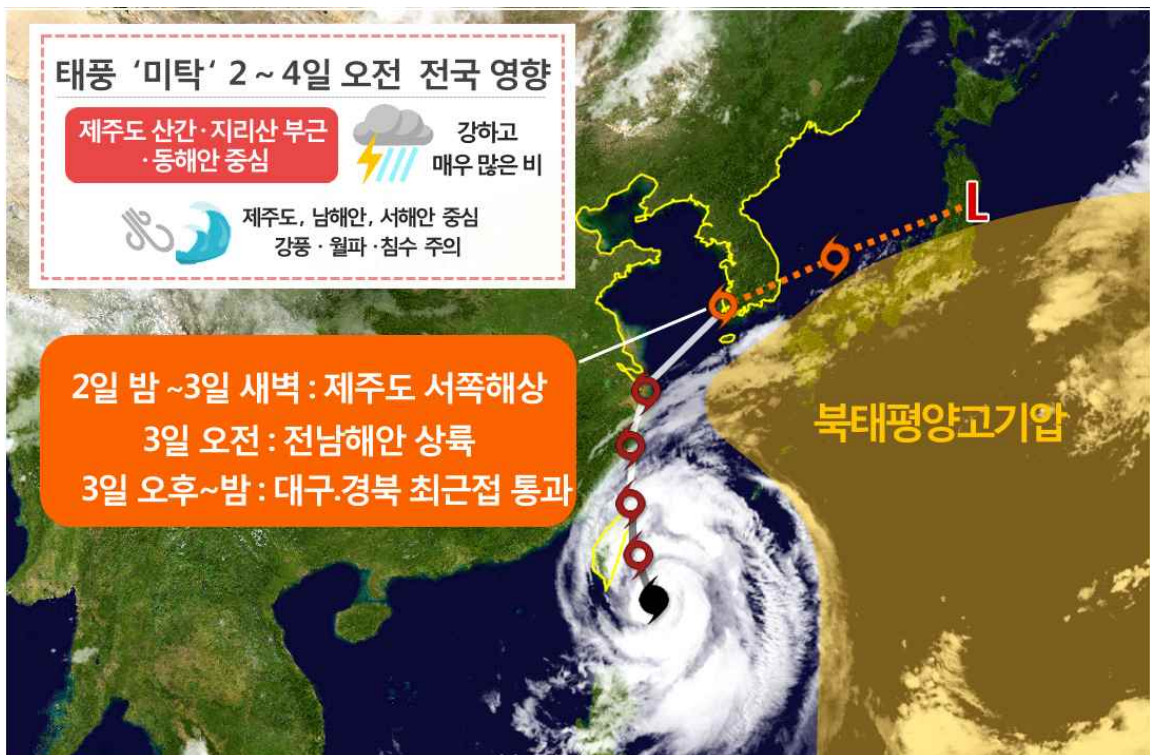 태풍 ‘미탁‘ 2 ~ 4일 오전 전국 영향
제주도 산간·지리산 부근
·동해안 중심
강하고
매우 많은 비
제주도, 남해안, 서해안 중심
강풍·월파·침수 주의
L
2일 밤 ~3일 새벽 : 제주도 서쪽해상
3일 오전 : 전남해안 상륙
3일 오후~밤 : 대구.경북 최근접 통과
북태평양고기압